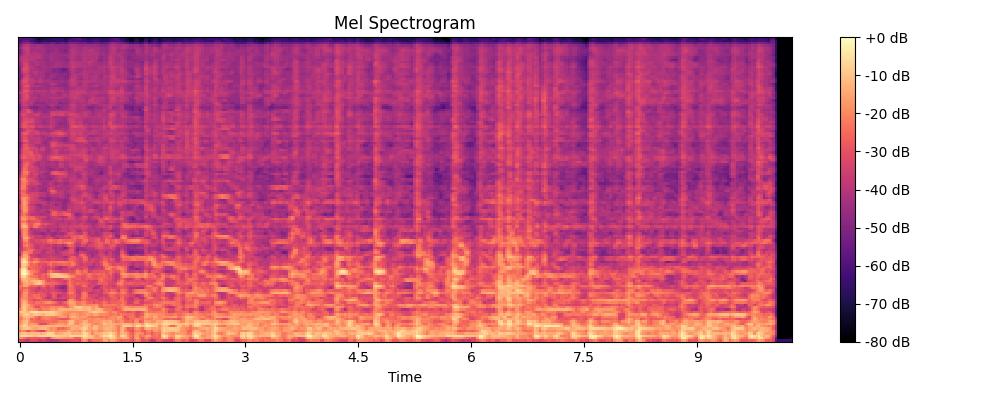 Mel Spectrogram
+0 dB
-10 dB
-20 dB
-30 dB
-40 dB
-50 dB
-60 dB
-70 dB
-80 dB
0 1.5 3 4.5 6 7.5 9
Time